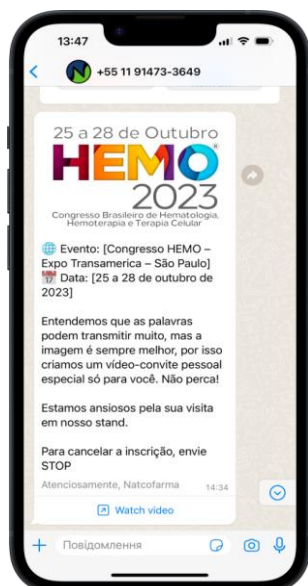 13:47
+55 11 91473-3649
25 a 28 de Outubro
HEMO
2023
Congresso Brasileiro de Hematologia,
Hemoterapia e Terapia Celular
🌐 Evento: [Congresso HEMO –
Expo Transamerica – São Paulo]
📅 Data: [25 a 28 de outubro de
2023]
Entendemos que as palavras
podem transmitir muito, mas a
imagem é sempre melhor, por isso
criamos um vídeo-convite pessoal
especial só para você. Não perca!
Estamos ansiosos pela sua visita
em nosso stand.
Para cancelar a inscrição, envie
STOP
Atenciosamente, Natcofarma 14:34
Watch video
Повідомлення